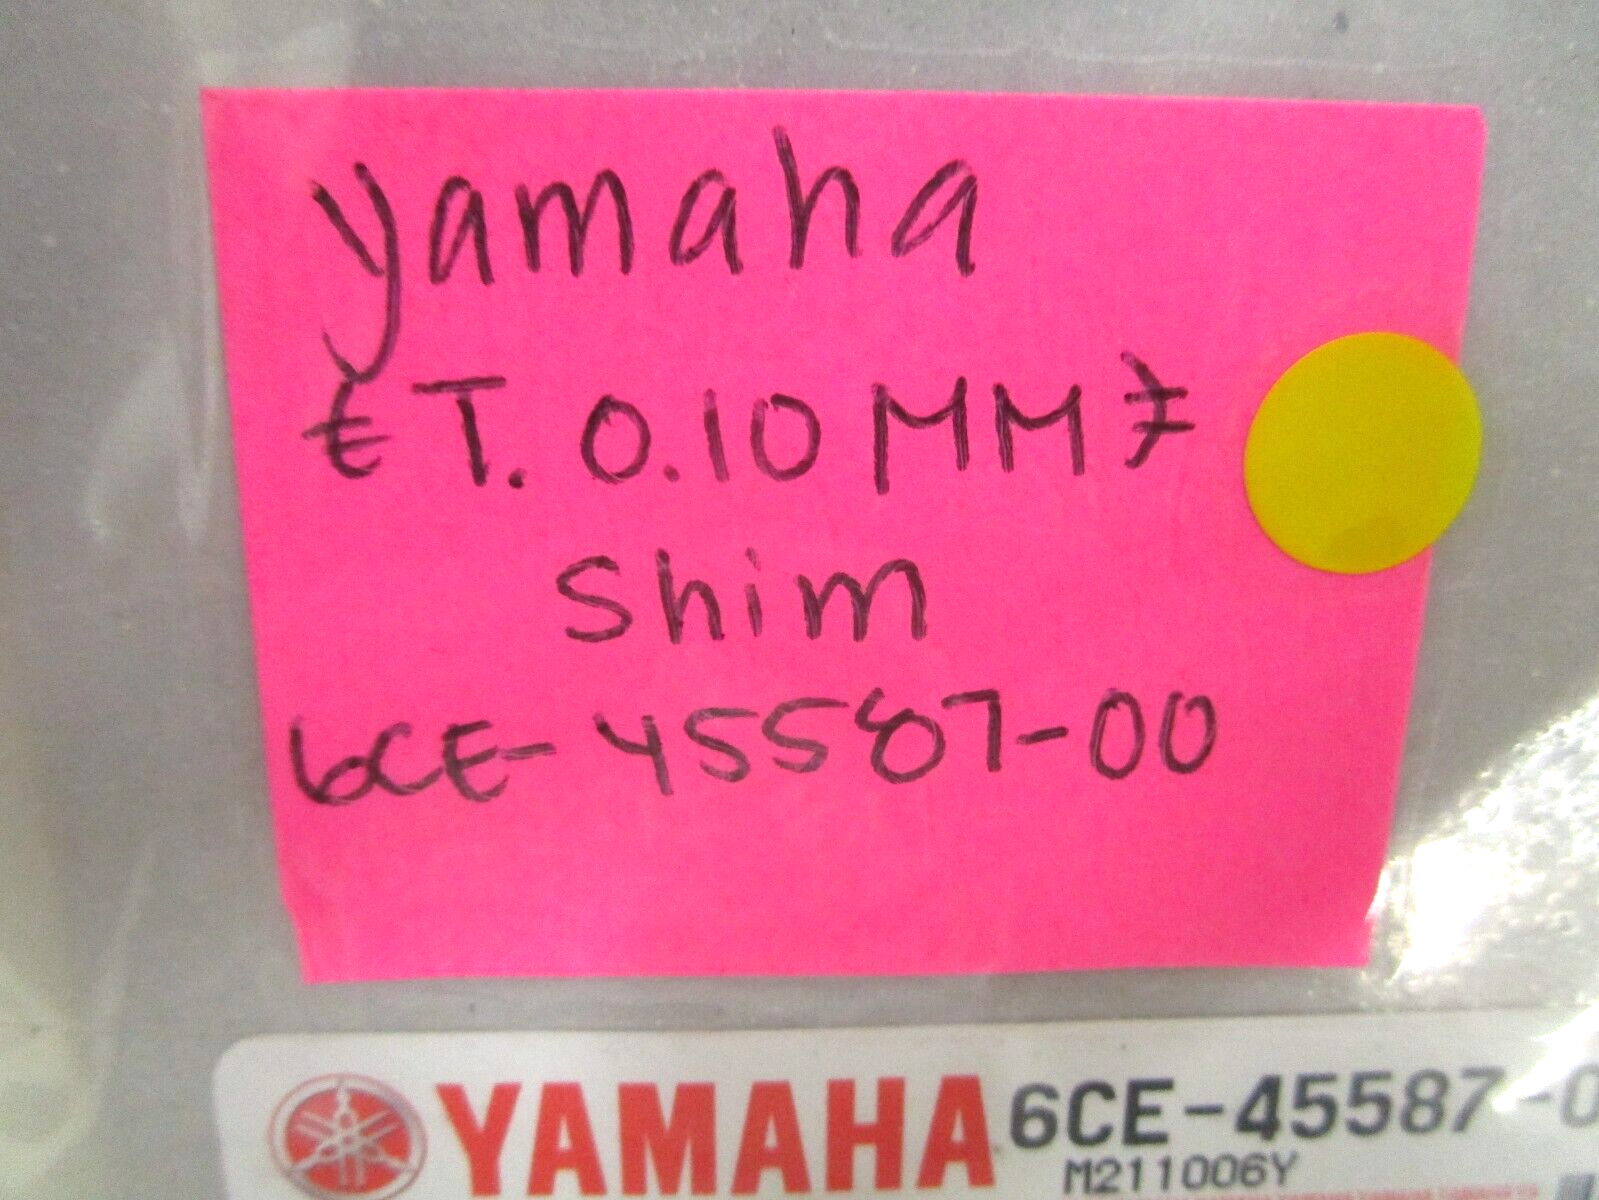 yamaha
{T. 0.10 MM}
shim
6CE-45587-00
YAMAHA 6CE-45587-0
M211006Y